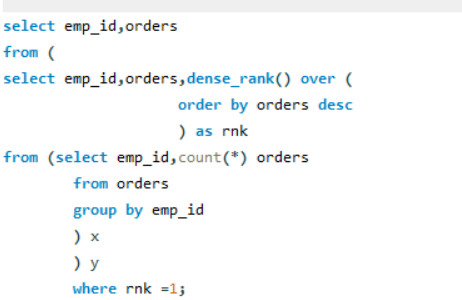 select emp_id,orders
from (
select emp_id,orders,dense_rank() over (
order by orders desc
) as rnk
from (select emp_id,count(*) orders
from orders
group by emp_id
) x
) y
where rnk =1;